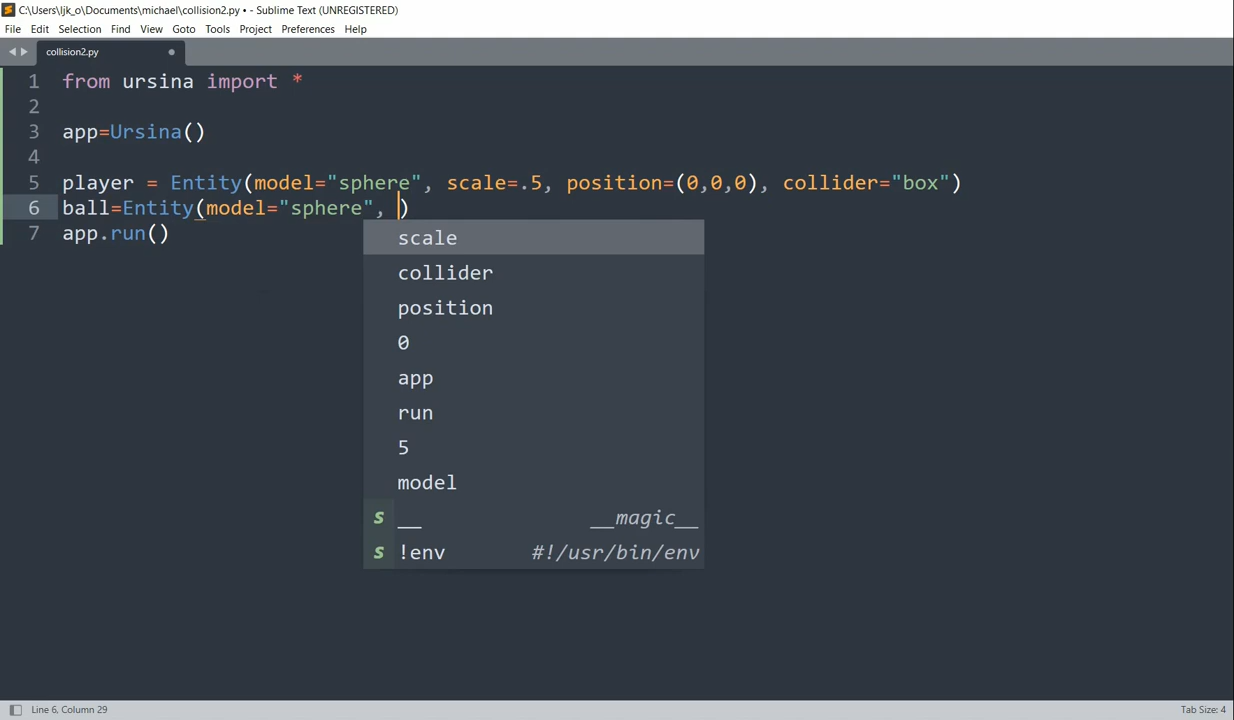 C:\Users\ljk_o\Documents\michael\collision2.py • - Sublime Text (UNREGISTERED)
File Edit Selection Find View Goto Tools Project Preferences Help
collision2.py
1 from ursina import *
2
3 app=Ursina()
4
5 player = Entity(model="sphere", scale=.5, position=(0,0,0), collider="box")
6 ball=Entity(model="sphere", )
7 app.run()
scale
collider
position
0
app
run
5
model
s __ __magic__
s !env #!/usr/bin/env
Line 6, Column 29 Tab Size: 4